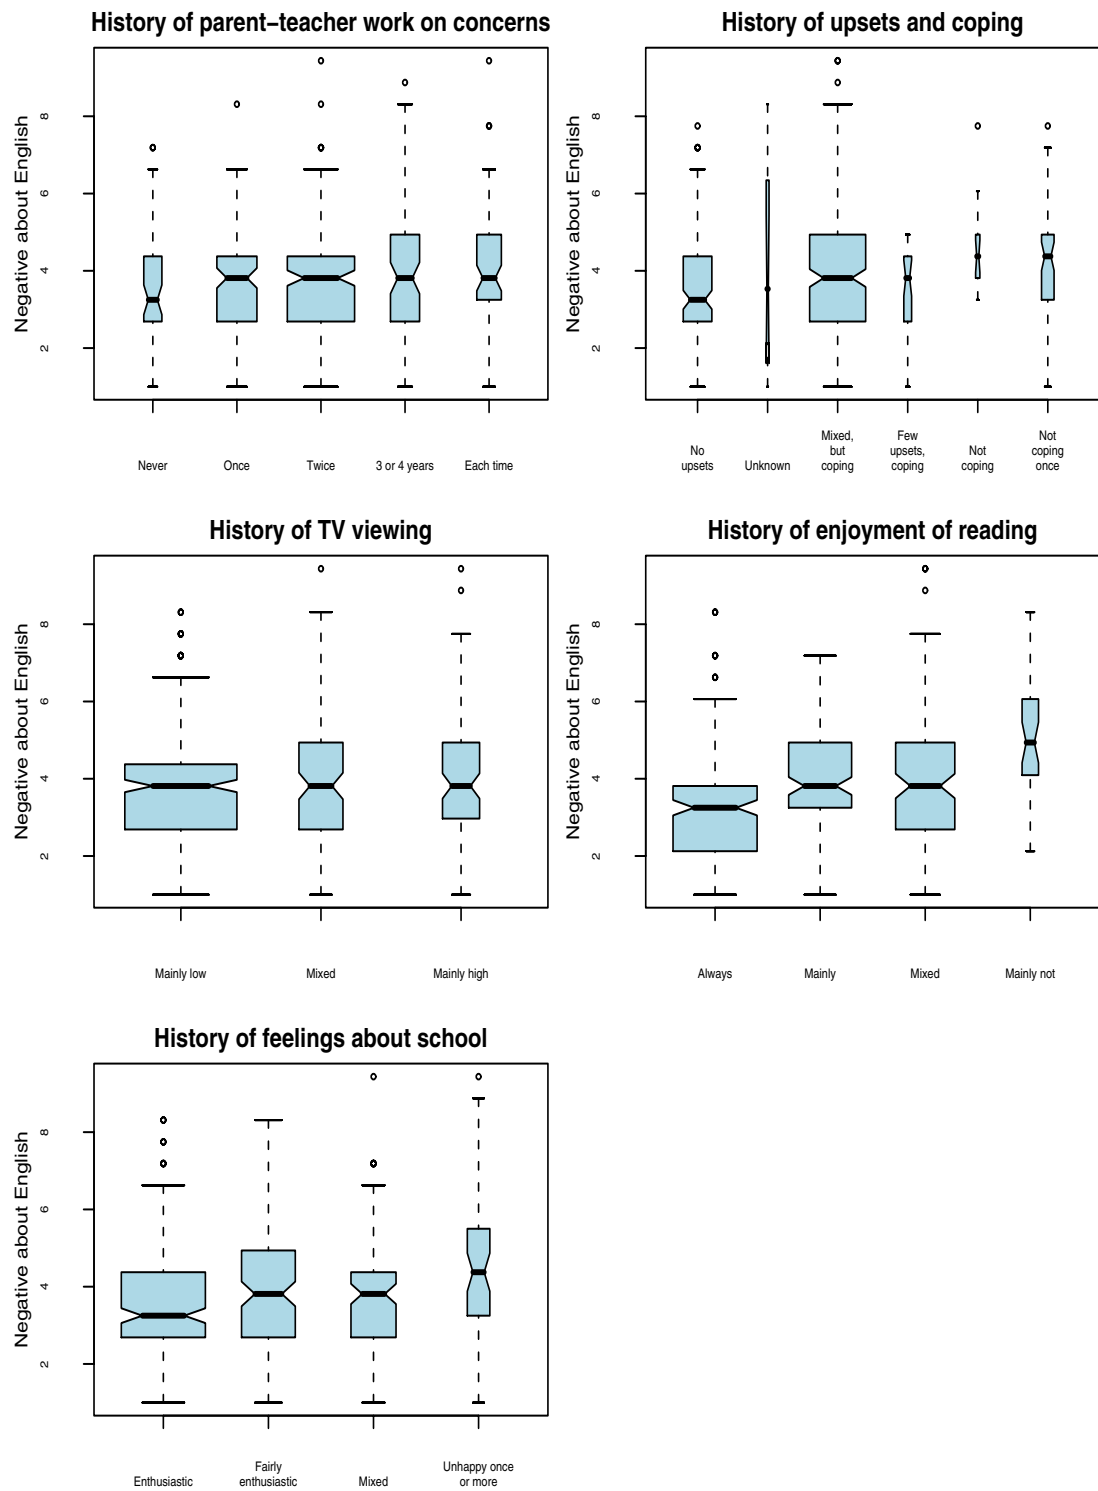 History of parent–teacher work on concerns
Negative about English
8
6
4
2
Never Once Twice 3 or 4 years Each time
History of upsets and coping
Negative about English
8
6
4
2
No
upsets
Unknown
Mixed,
but
coping
Few
upsets,
coping
Not
coping
Not
coping
once
History of TV viewing
Negative about English
8
6
4
2
Mainly low Mixed Mainly high
History of enjoyment of reading
Negative about English
8
6
4
2
Always Mainly Mixed Mainly not
History of feelings about school
Negative about English
8
6
4
2
Enthusiastic
Fairly
enthusiastic
Mixed
Unhappy once
or more